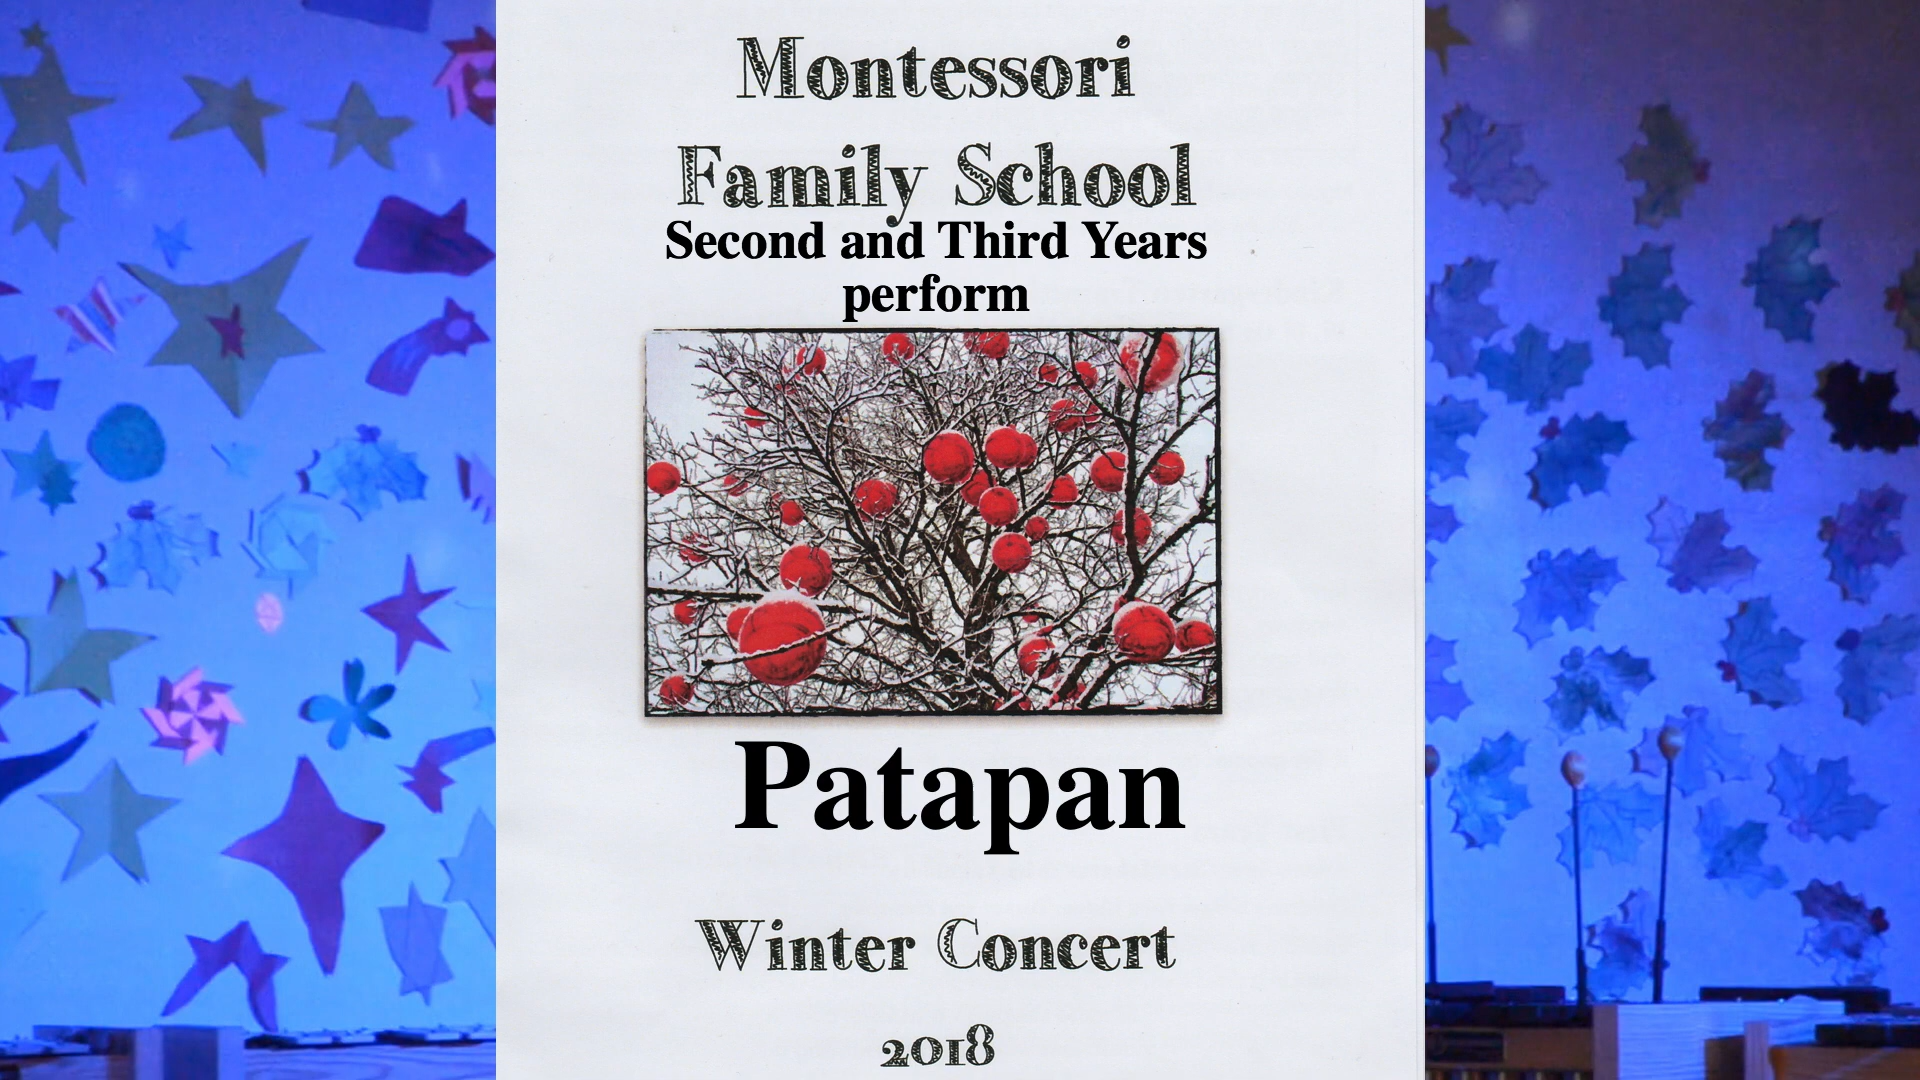 Montessori
Family School
Second and Third Years
perform
Patapan
Winter Concert
2018